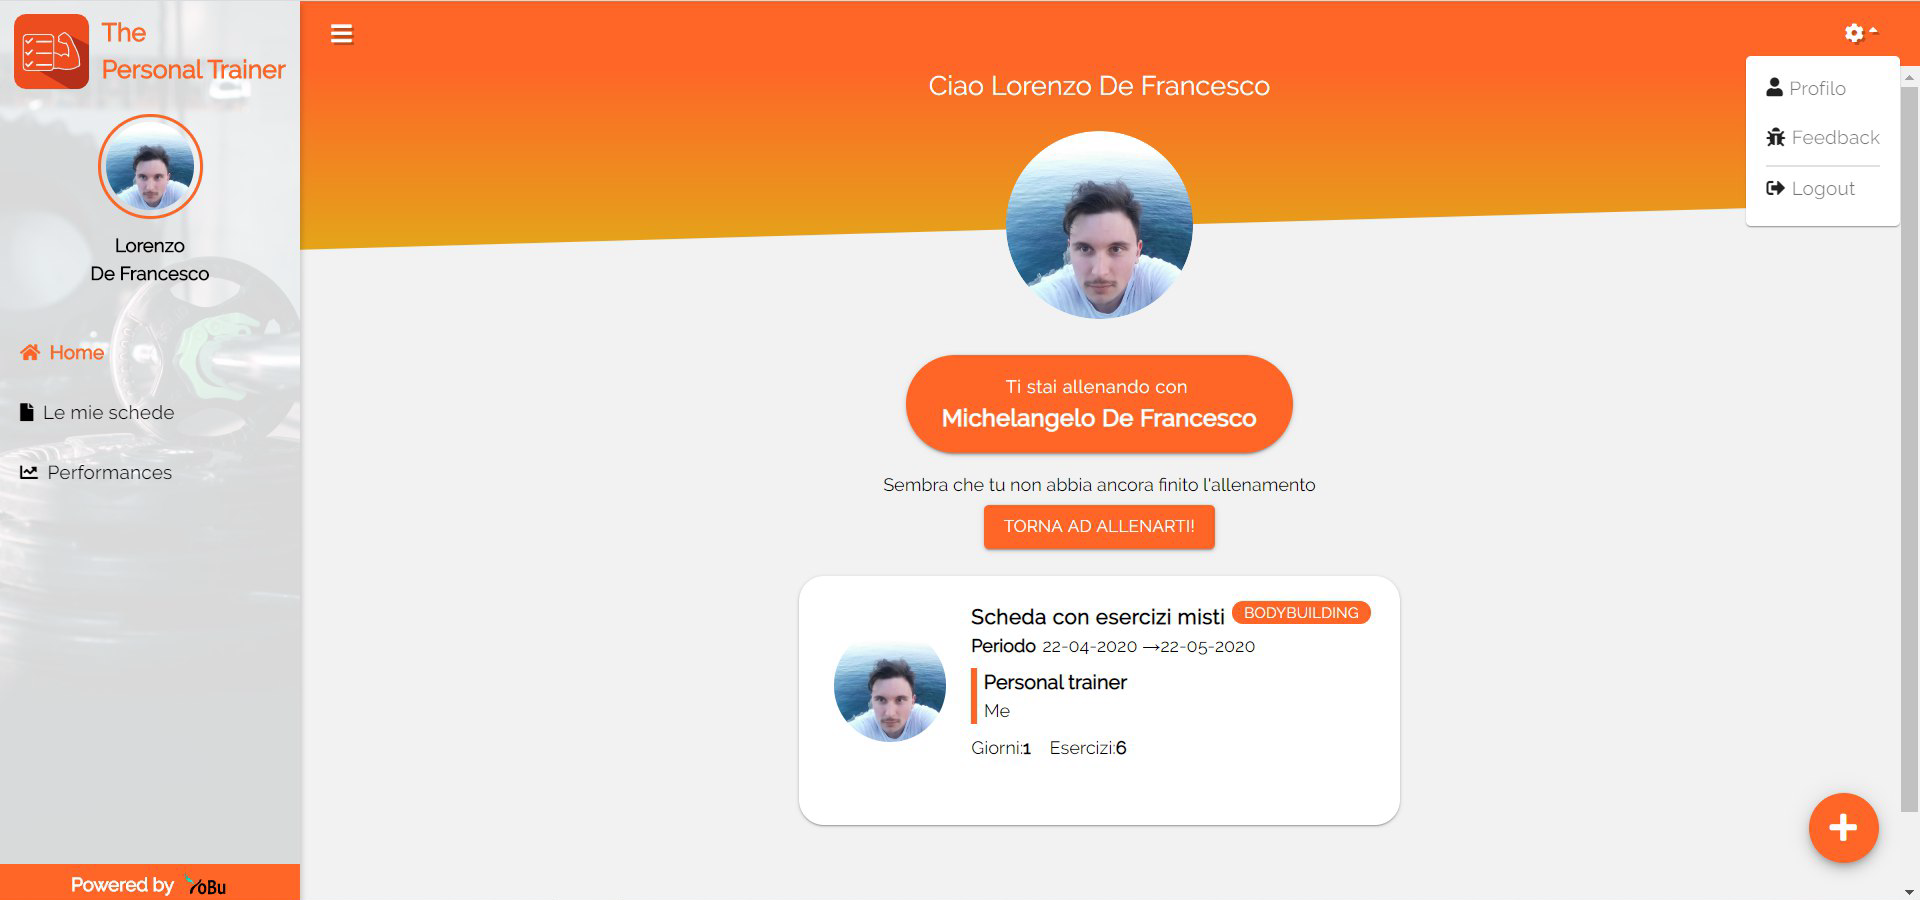 The
Personal Trainer
Lorenzo
De Francesco
Home
Le mie schede
Performances
Powered by YoBu
Ciao Lorenzo De Francesco
Profilo
Feedback
Logout
Ti stai allenando con
Michelangelo De Francesco
Sembra che tu non abbia ancora finito l'allenamento
TORNA AD ALLENARTI!
Scheda con esercizi misti BODYBUILDING
Periodo 22-04-2020 →22-05-2020
Personal trainer
Me
Giorni:1 Esercizi:6